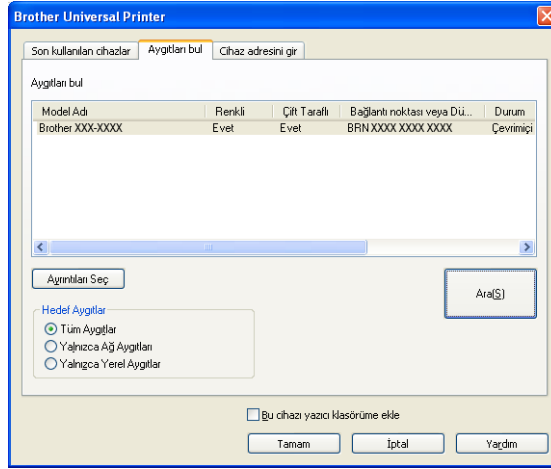 Brother Universal Printer
Son kullanılan cihazlar Aygıtları bul Cihaz adresini gir
Aygıtları bul
Model Adı Renkli Çift Taraflı Bağlantı noktası veya Dü... Durum
Brother XXX-XXXX Evet Evet BRN XXXX XXXX XXXX Çevrimiçi
Ayrıntıları Seç
Ara(S)
Hedef Aygıtlar
Tüm Aygıtlar
Yalnızca Ağ Aygıtları
Yalnızca Yerel Aygıtlar
Bu cihazı yazıcı klasörüme ekle
Tamam İptal Yardım